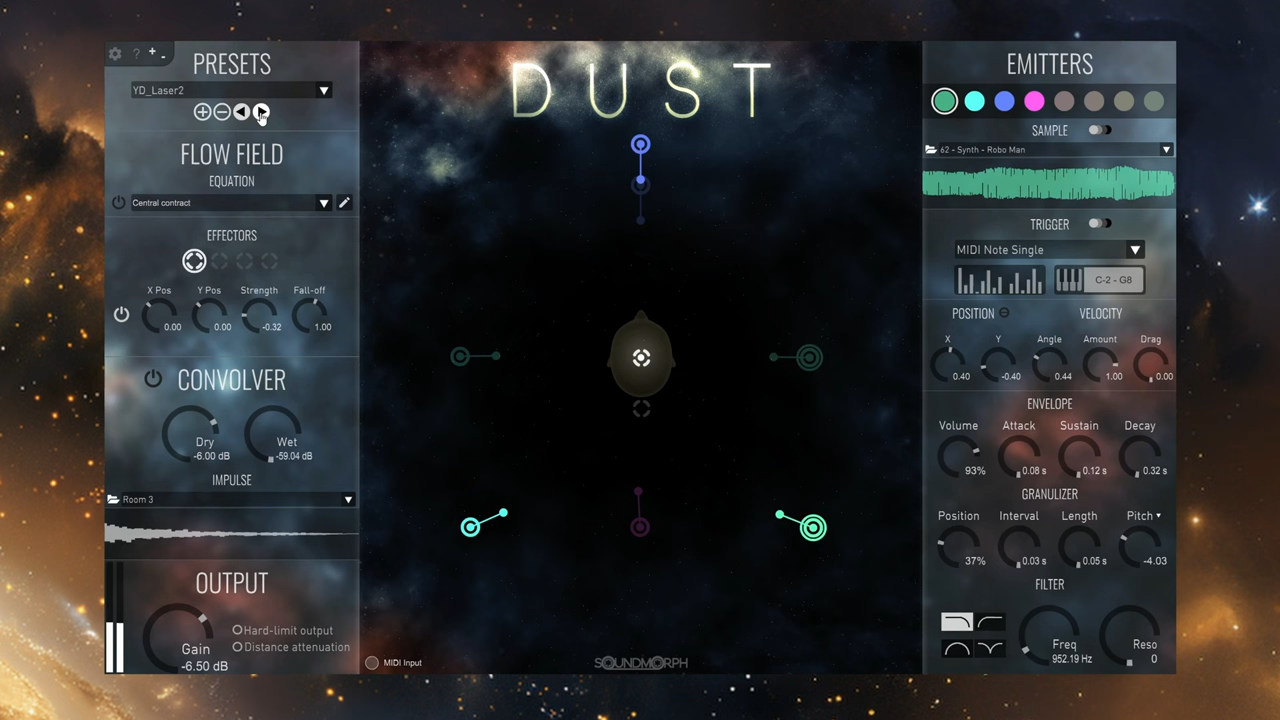 ? + -
PRESETS
YD_Laser2
FLOW FIELD
EQUATION
Central contract
EFFECTORS
X Pos Y Pos Strength Fall-off
0.00 0.00 -0.32 1.00
CONVOLVER
Dry Wet
-6.00 dB -59.04 dB
IMPULSE
Room 3
OUTPUT
Hard-limit output
Distance attenuation
Gain
-6.50 dB
DUST
MIDI Input
SOUNDMORPH
EMITTERS
SAMPLE
62 - Synth - Robo Man
TRIGGER
MIDI Note Single
C-2 - G8
POSITION VELOCITY
X Y Angle Amount Drag
0.40 -0.40 0.44 1.00 0.00
ENVELOPE
Volume Attack Sustain Decay
93% 0.08 s 0.12 s 0.32 s
GRANULIZER
Position Interval Length Pitch
37% 0.03 s 0.05 s -4.03
FILTER
Freq Reso
952.19 Hz 0